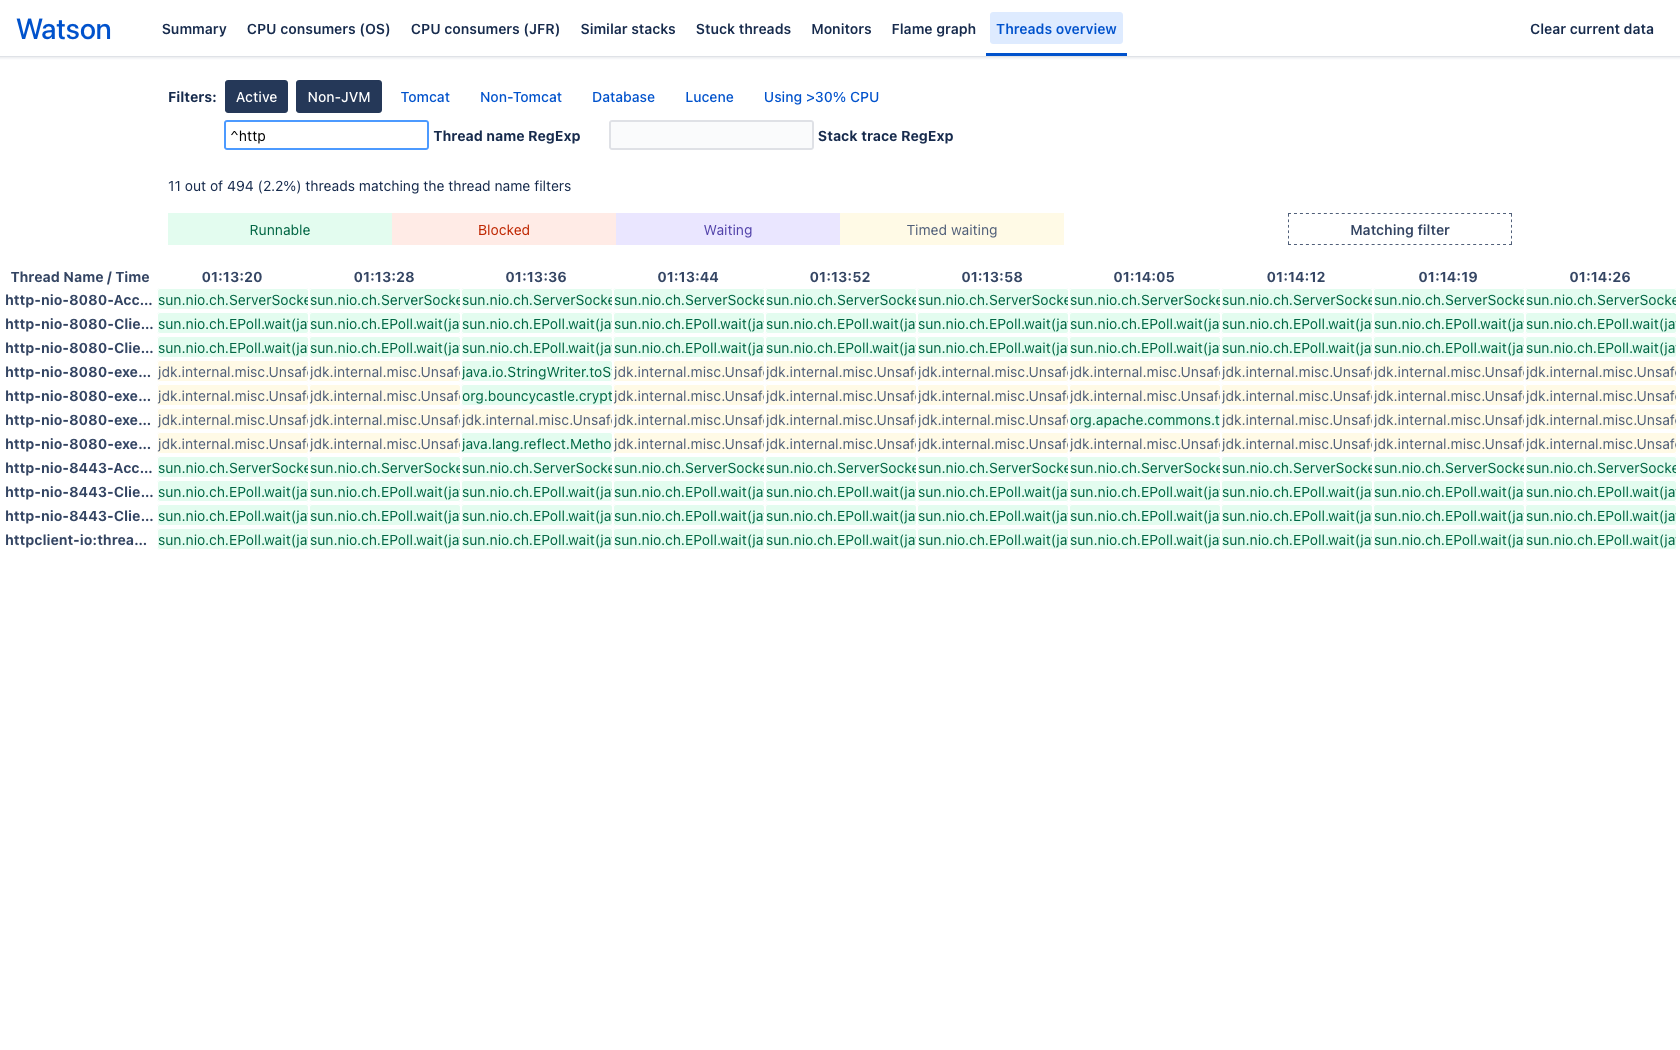 Watson Summary CPU consumers (OS) CPU consumers (JFR) Similar stacks Stuck threads Monitors Flame graph Threads overview Clear current data
Filters: Active Non-JVM Tomcat Non-Tomcat Database Lucene Using >30% CPU
^http Thread name RegExp Stack trace RegExp
11 out of 494 (2.2%) threads matching the thread name filters
Runnable Blocked Waiting Timed waiting Matching filter
Thread Name / Time 01:13:20 01:13:28 01:13:36 01:13:44 01:13:52 01:13:58 01:14:05 01:14:12 01:14:19 01:14:26
http-nio-8080-Acc... sun.nio.ch.ServerSocke sun.nio.ch.ServerSocke sun.nio.ch.ServerSocke sun.nio.ch.ServerSocke sun.nio.ch.ServerSocke sun.nio.ch.ServerSocke sun.nio.ch.ServerSocke sun.nio.ch.ServerSocke sun.nio.ch.ServerSocke sun.nio.ch.ServerSocke
http-nio-8080-Clie... sun.nio.ch.EPoll.wait(ja sun.nio.ch.EPoll.wait(ja sun.nio.ch.EPoll.wait(ja sun.nio.ch.EPoll.wait(ja sun.nio.ch.EPoll.wait(ja sun.nio.ch.EPoll.wait(ja sun.nio.ch.EPoll.wait(ja sun.nio.ch.EPoll.wait(ja sun.nio.ch.EPoll.wait(ja sun.nio.ch.EPoll.wait(ja
http-nio-8080-Clie... sun.nio.ch.EPoll.wait(ja sun.nio.ch.EPoll.wait(ja sun.nio.ch.EPoll.wait(ja sun.nio.ch.EPoll.wait(ja sun.nio.ch.EPoll.wait(ja sun.nio.ch.EPoll.wait(ja sun.nio.ch.EPoll.wait(ja sun.nio.ch.EPoll.wait(ja sun.nio.ch.EPoll.wait(ja sun.nio.ch.EPoll.wait(ja
http-nio-8080-exe... jdk.internal.misc.Unsaf jdk.internal.misc.Unsaf java.io.StringWriter.toS jdk.internal.misc.Unsaf jdk.internal.misc.Unsaf jdk.internal.misc.Unsaf jdk.internal.misc.Unsaf jdk.internal.misc.Unsaf jdk.internal.misc.Unsaf jdk.internal.misc.Unsaf
http-nio-8080-exe... jdk.internal.misc.Unsaf jdk.internal.misc.Unsaf org.bouncycastle.crypt jdk.internal.misc.Unsaf jdk.internal.misc.Unsaf jdk.internal.misc.Unsaf jdk.internal.misc.Unsaf jdk.internal.misc.Unsaf jdk.internal.misc.Unsaf jdk.internal.misc.Unsaf
http-nio-8080-exe... jdk.internal.misc.Unsaf jdk.internal.misc.Unsaf jdk.internal.misc.Unsaf jdk.internal.misc.Unsaf jdk.internal.misc.Unsaf jdk.internal.misc.Unsaf org.apache.commons.t jdk.internal.misc.Unsaf jdk.internal.misc.Unsaf jdk.internal.misc.Unsaf
http-nio-8080-exe... jdk.internal.misc.Unsaf jdk.internal.misc.Unsaf java.lang.reflect.Metho jdk.internal.misc.Unsaf jdk.internal.misc.Unsaf jdk.internal.misc.Unsaf jdk.internal.misc.Unsaf jdk.internal.misc.Unsaf jdk.internal.misc.Unsaf jdk.internal.misc.Unsaf
http-nio-8443-Acc... sun.nio.ch.ServerSocke sun.nio.ch.ServerSocke sun.nio.ch.ServerSocke sun.nio.ch.ServerSocke sun.nio.ch.ServerSocke sun.nio.ch.ServerSocke sun.nio.ch.ServerSocke sun.nio.ch.ServerSocke sun.nio.ch.ServerSocke sun.nio.ch.ServerSocke
http-nio-8443-Clie... sun.nio.ch.EPoll.wait(ja sun.nio.ch.EPoll.wait(ja sun.nio.ch.EPoll.wait(ja sun.nio.ch.EPoll.wait(ja sun.nio.ch.EPoll.wait(ja sun.nio.ch.EPoll.wait(ja sun.nio.ch.EPoll.wait(ja sun.nio.ch.EPoll.wait(ja sun.nio.ch.EPoll.wait(ja sun.nio.ch.EPoll.wait(ja
http-nio-8443-Clie... sun.nio.ch.EPoll.wait(ja sun.nio.ch.EPoll.wait(ja sun.nio.ch.EPoll.wait(ja sun.nio.ch.EPoll.wait(ja sun.nio.ch.EPoll.wait(ja sun.nio.ch.EPoll.wait(ja sun.nio.ch.EPoll.wait(ja sun.nio.ch.EPoll.wait(ja sun.nio.ch.EPoll.wait(ja sun.nio.ch.EPoll.wait(ja
httpclient-io:threa... sun.nio.ch.EPoll.wait(ja sun.nio.ch.EPoll.wait(ja sun.nio.ch.EPoll.wait(ja sun.nio.ch.EPoll.wait(ja sun.nio.ch.EPoll.wait(ja sun.nio.ch.EPoll.wait(ja sun.nio.ch.EPoll.wait(ja sun.nio.ch.EPoll.wait(ja sun.nio.ch.EPoll.wait(ja sun.nio.ch.EPoll.wait(ja